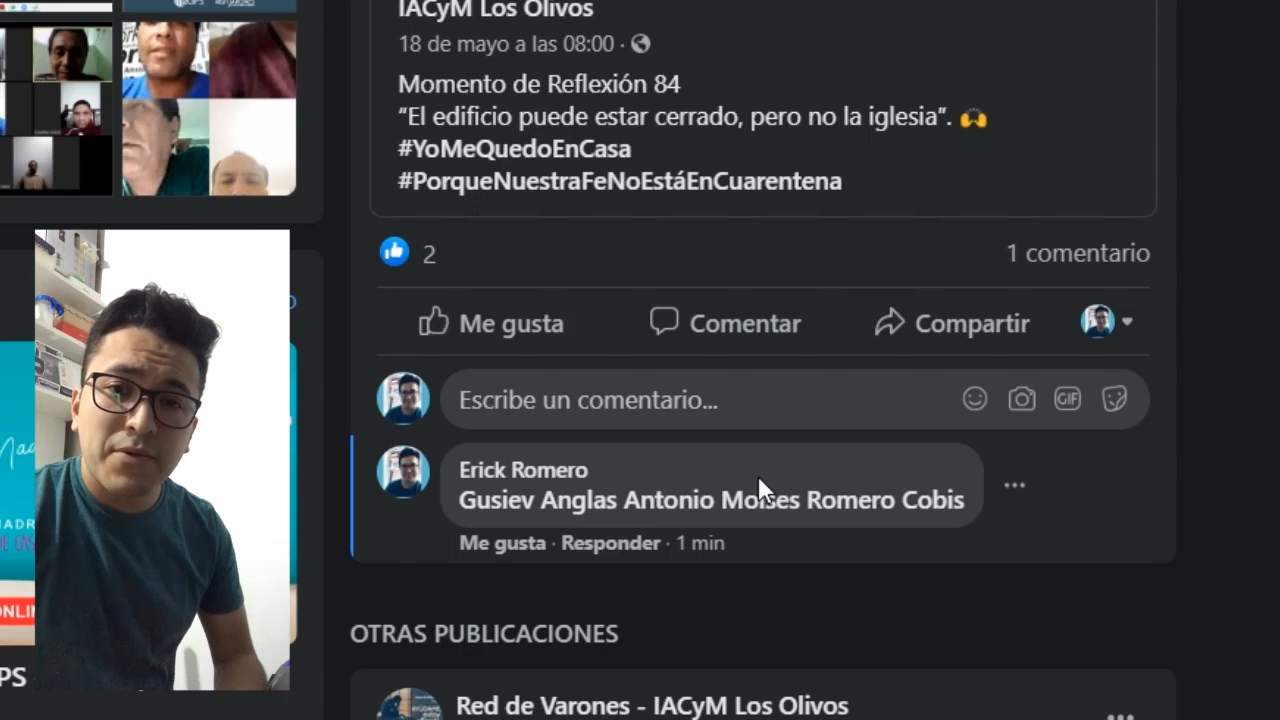 IACyM Los Olivos
18 de mayo a las 08:00 ·
Momento de Reflexión 84
“El edificio puede estar cerrado, pero no la iglesia”. 🙌
#YoMeQuedoEnCasa
#PorqueNuestraFeNoEstáEnCuarentena
2
1 comentario
Me gusta
Comentar
Compartir
Escribe un comentario...
GIF
Erick Romero
Gusiev Anglas Antonio Moises Romero Cobis
Me gusta · Responder · 1 min
OTRAS PUBLICACIONES
Red de Varones - IACyM Los Olivos